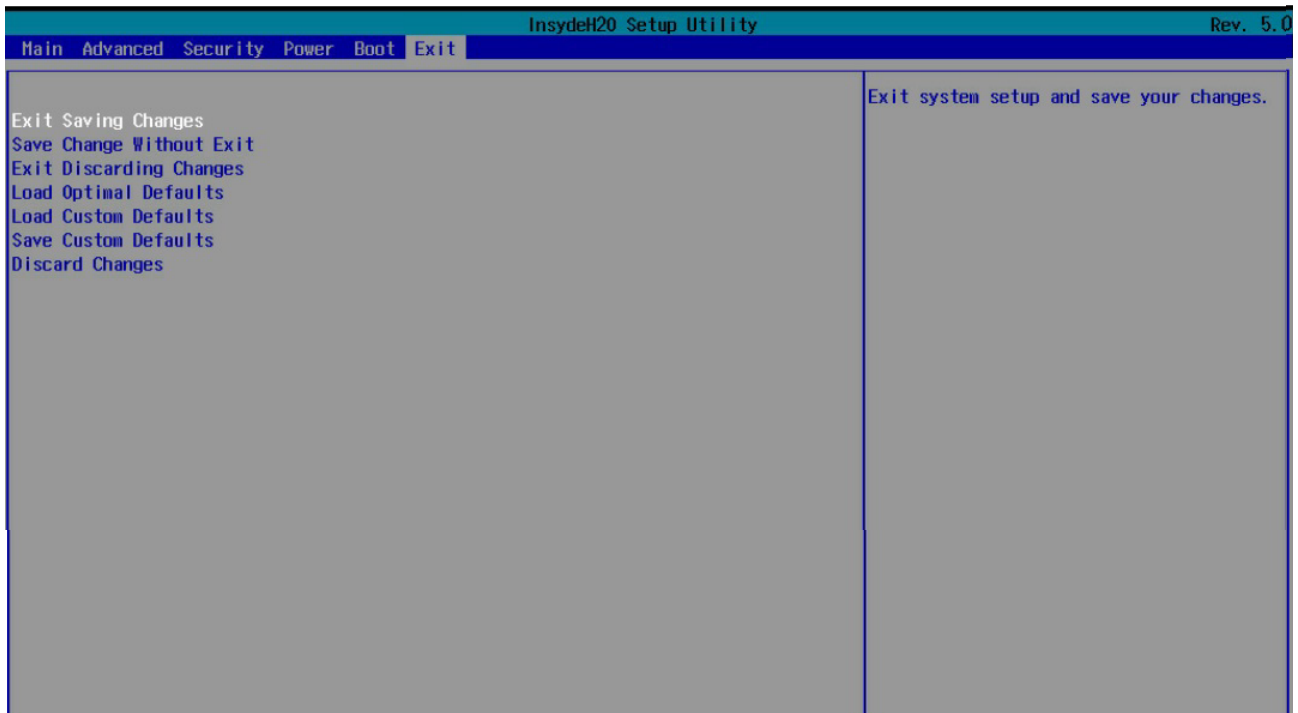 InsydeH20 Setup Utility Rev. 5.0
Main Advanced Security Power Boot Exit
Exit system setup and save your changes.
Exit Saving Changes
Save Change Without Exit
Exit Discarding Changes
Load Optimal Defaults
Load Custom Defaults
Save Custom Defaults
Discard Changes